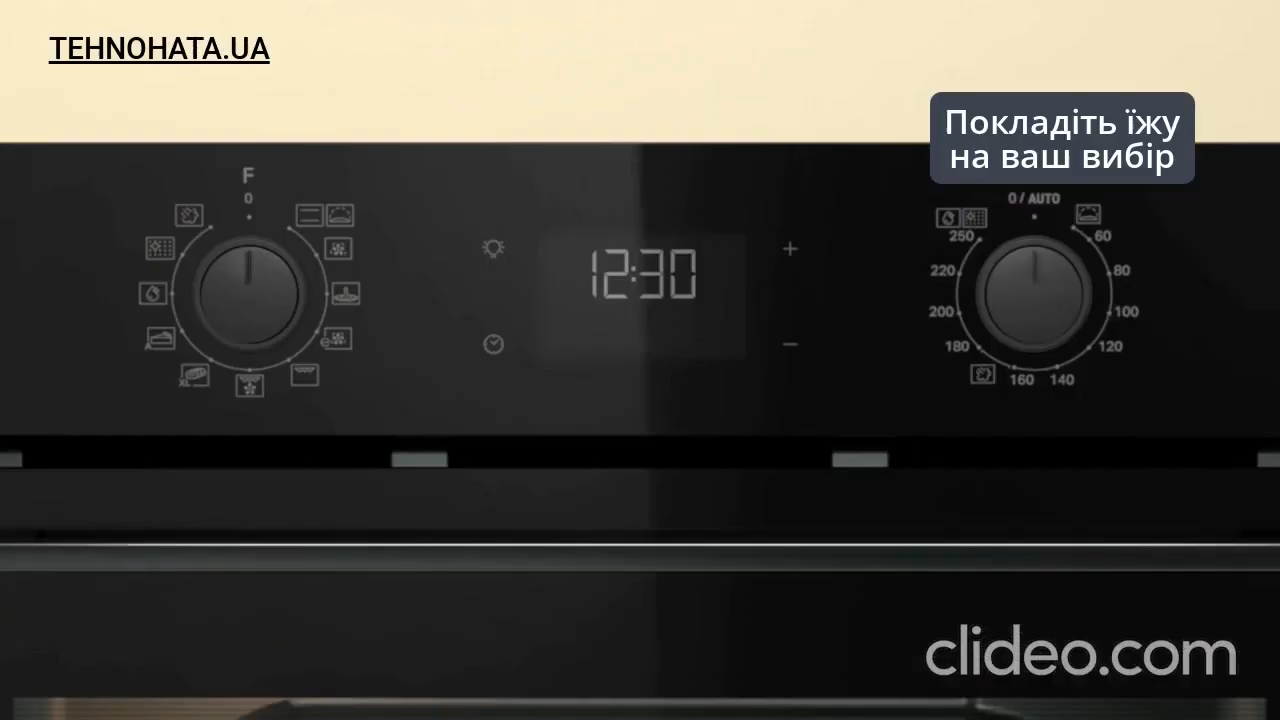 TEHNOHATA.UA
Покладіть їжу
на ваш вибір
F
0
12:30
+
−
A
XL
e
0 / AUTO
250
60
220
80
200
100
180
120
160
140
clideo.com